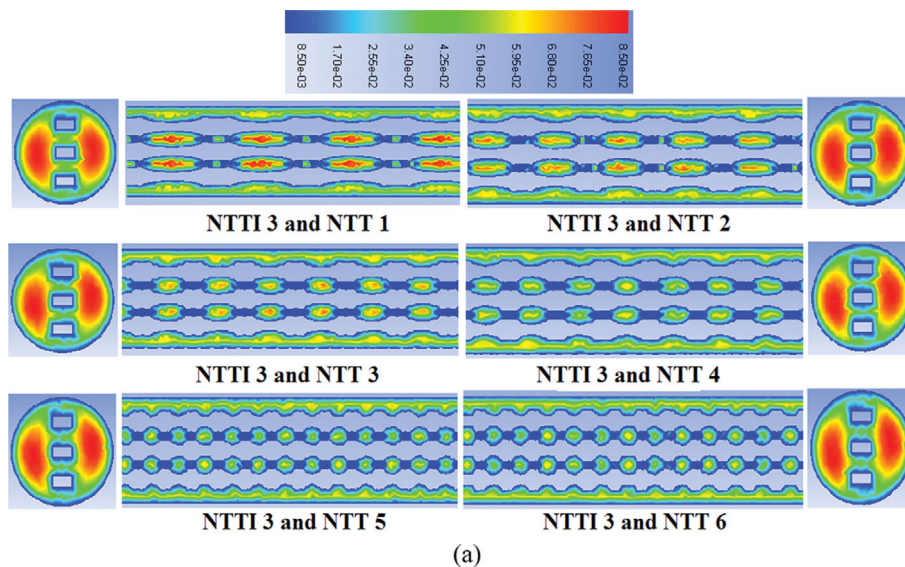 8.50e-03
1.70e-02
2.55e-02
3.40e-02
4.25e-02
5.10e-02
5.95e-02
6.80e-02
7.65e-02
8.50e-02
NTTI 3 and NTT 1
NTTI 3 and NTT 2
NTTI 3 and NTT 3
NTTI 3 and NTT 4
NTTI 3 and NTT 5
NTTI 3 and NTT 6
(a)